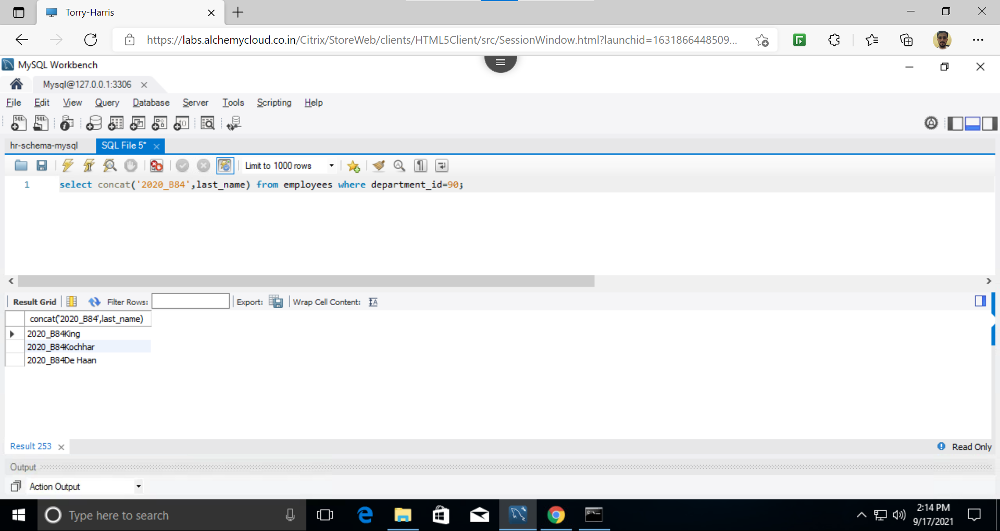 Torry-Harris
https://labs.alchemycloud.co.in/Citrix/StoreWeb/clients/HTML5Client/src/SessionWindow.html?launchid=1631866448509...
MySQL Workbench
Mysql@127.0.0.1:3306
File Edit View Query Database Server Tools Scripting Help
hr-schema-mysql SQL File 5*
Limit to 1000 rows
1 select concat('2020_B84',last_name) from employees where department_id=90;
Result Grid Filter Rows: Export: Wrap Cell Content:
concat('2020_B84',last_name)
2020_B84King
2020_B84Kochhar
2020_B84De Haan
Result 253 Read Only
Output
Action Output
Type here to search
2:14 PM
9/17/2021